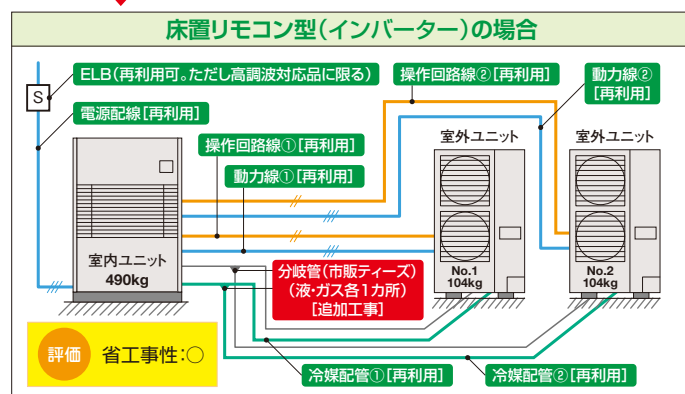 床置リモコン型（インバーター）の場合
ELB（再利用可。ただし高調波対応品に限る）
操作回路線②［再利用］
動力線②
［再利用］
S
電源配線［再利用］
操作回路線①［再利用］
室外ユニット
室外ユニット
動力線①［再利用］
室内ユニット
490kg
分岐管（市販ティーズ）
（液・ガス各1カ所）
［追加工事］
No.1
104kg
No.2
104kg
評価 省工事性：○
冷媒配管①［再利用］
冷媒配管②［再利用］